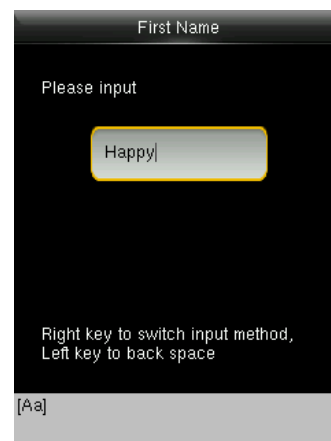 First Name
Please input
Happy
Right key to switch input method,
Left key to back space
[Aa]